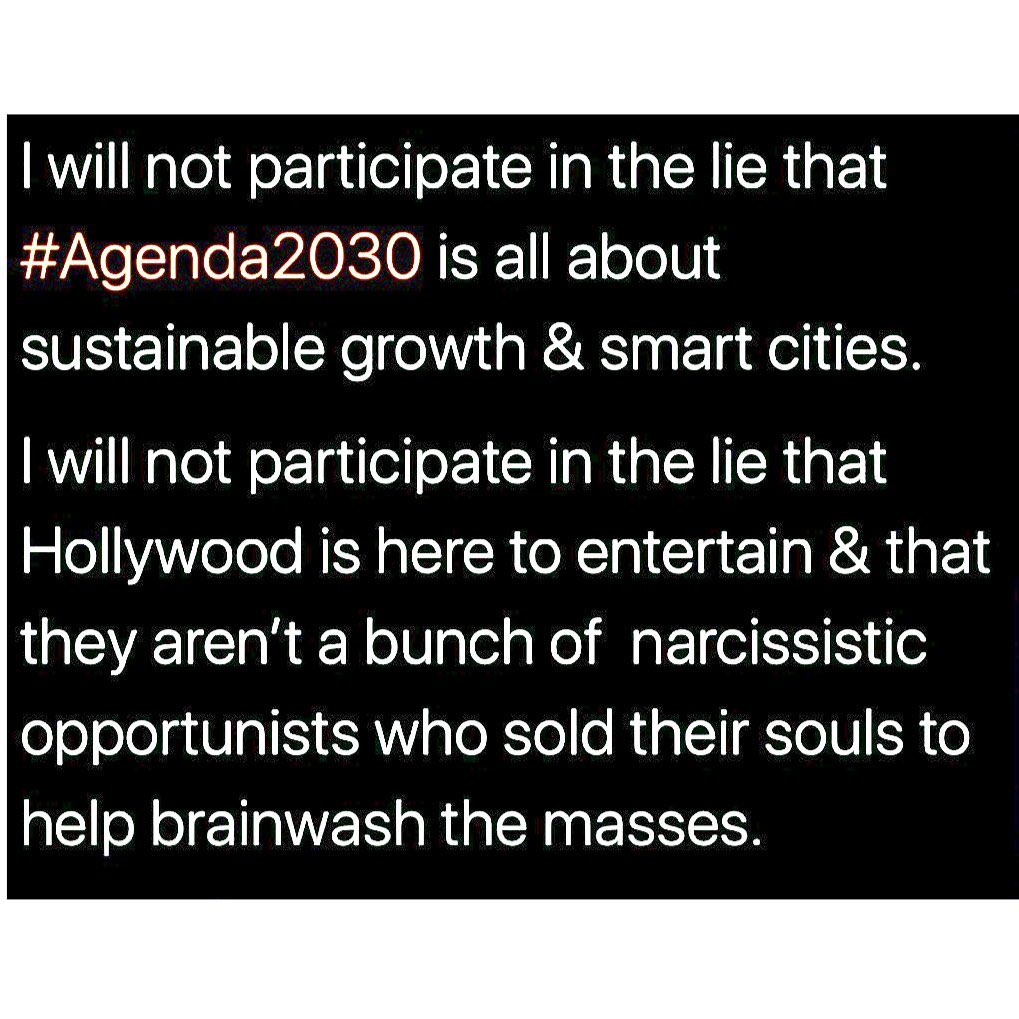 I will not participate in the lie that
#Agenda2030 is all about
sustainable growth & smart cities.
I will not participate in the lie that
Hollywood is here to entertain & that
they aren’t a bunch of  narcissistic
opportunists who sold their souls to
help brainwash the masses.